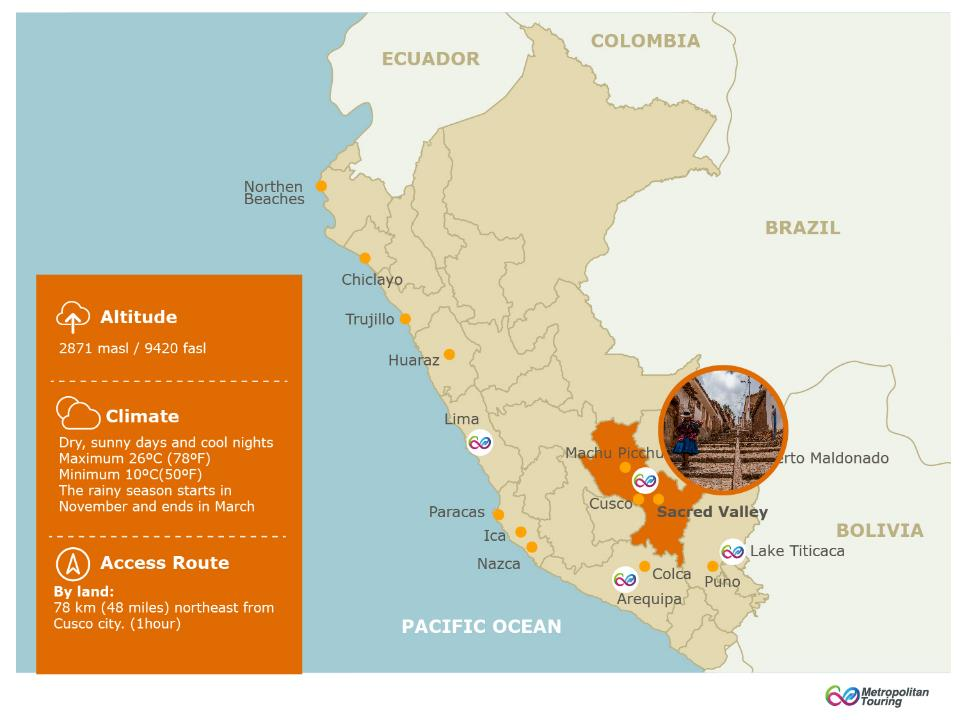 COLOMBIA
ECUADOR
Northen
Beaches
BRAZIL
Chiclayo
Trujillo
Huaraz
Lima
Machu Picchu
erto Maldonado
Cusco
Sacred Valley
Paracas
Ica
Nazca
BOLIVIA
Lake Titicaca
Colca
Puno
Arequipa
PACIFIC OCEAN
Altitude
2871 masl / 9420 fasl
Climate
Dry, sunny days and cool nights
Maximum 26ºC (78ºF)
Minimum 10ºC(50ºF)
The rainy season starts in
November and ends in March
Access Route
By land:
78 km (48 miles) northeast from
Cusco city. (1hour)
Metropolitan
Touring